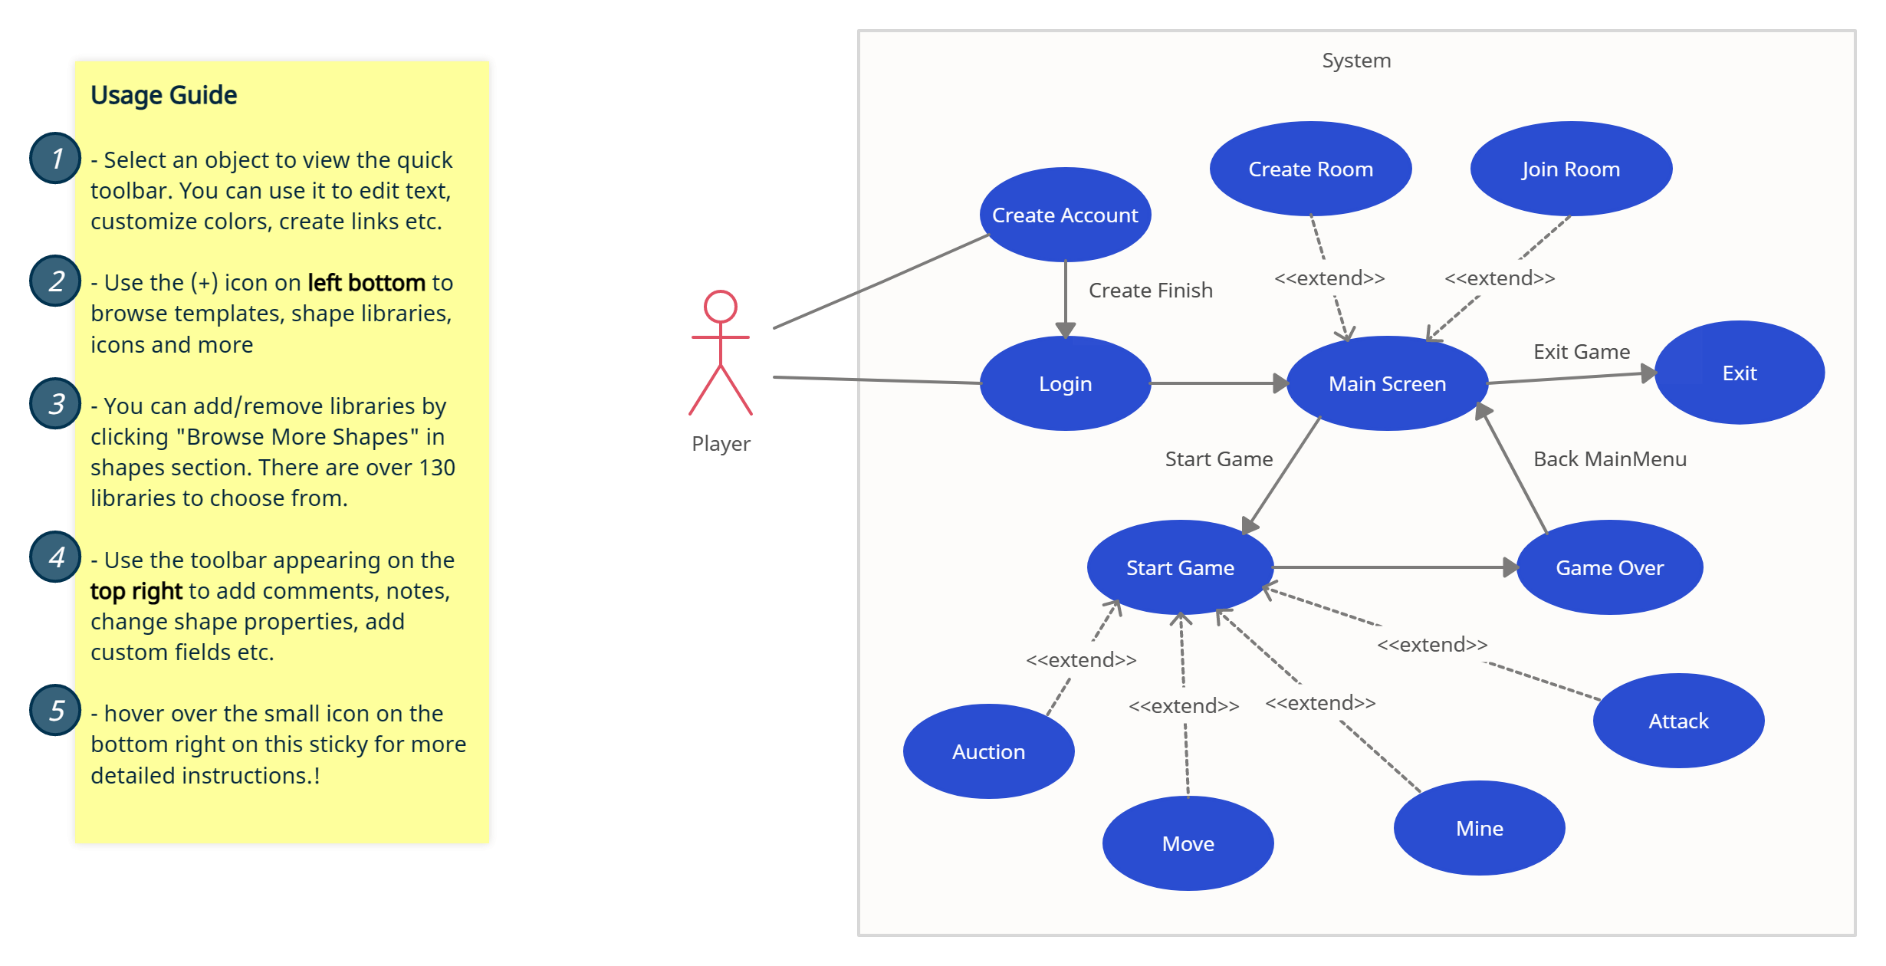 Usage Guide
1
- Select an object to view the quick
toolbar. You can use it to edit text,
customize colors, create links etc.
2
- Use the (+) icon on left bottom to
browse templates, shape libraries,
icons and more
3
- You can add/remove libraries by
clicking "Browse More Shapes" in
shapes section. There are over 130
libraries to choose from.
4
- Use the toolbar appearing on the
top right to add comments, notes,
change shape properties, add
custom fields etc.
5
- hover over the small icon on the
bottom right on this sticky for more
detailed instructions.!
Player
System
Create Room
Join Room
Create Account
<<extend>>
<<extend>>
Create Finish
Login
Main Screen
Exit Game
Exit
Start Game
Back MainMenu
Start Game
Game Over
<<extend>>
<<extend>>
<<extend>>
<<extend>>
Auction
Move
Mine
Attack